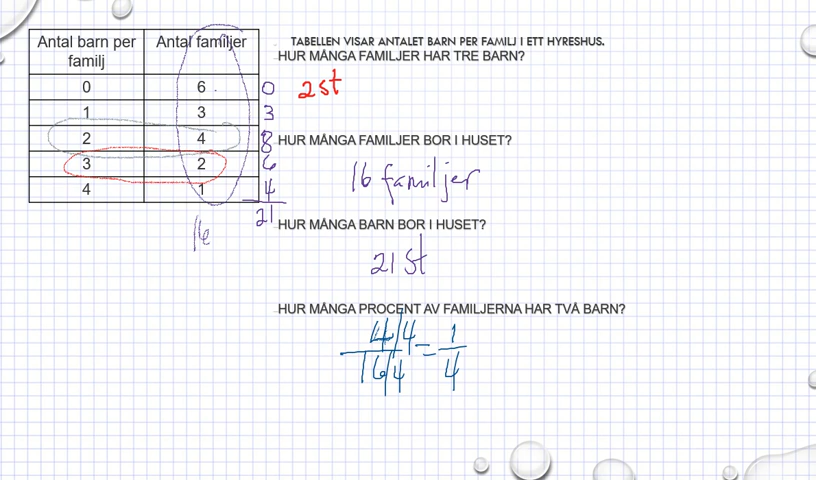 Antal barn per familj	Antal familjer
0	6	0
1	3	3
2	4	8
3	2	6
4	1	4
21
16
TABELLEN VISAR ANTALET BARN PER FAMILJ I ETT HYRESHUS.
HUR MÅNGA FAMILJER HAR TRE BARN?
2 st
HUR MÅNGA FAMILJER BOR I HUSET?
16 familjer
HUR MÅNGA BARN BOR I HUSET?
21 st
HUR MÅNGA PROCENT AV FAMILJERNA HAR TVÅ BARN?
4/4 = 1
16/4 4